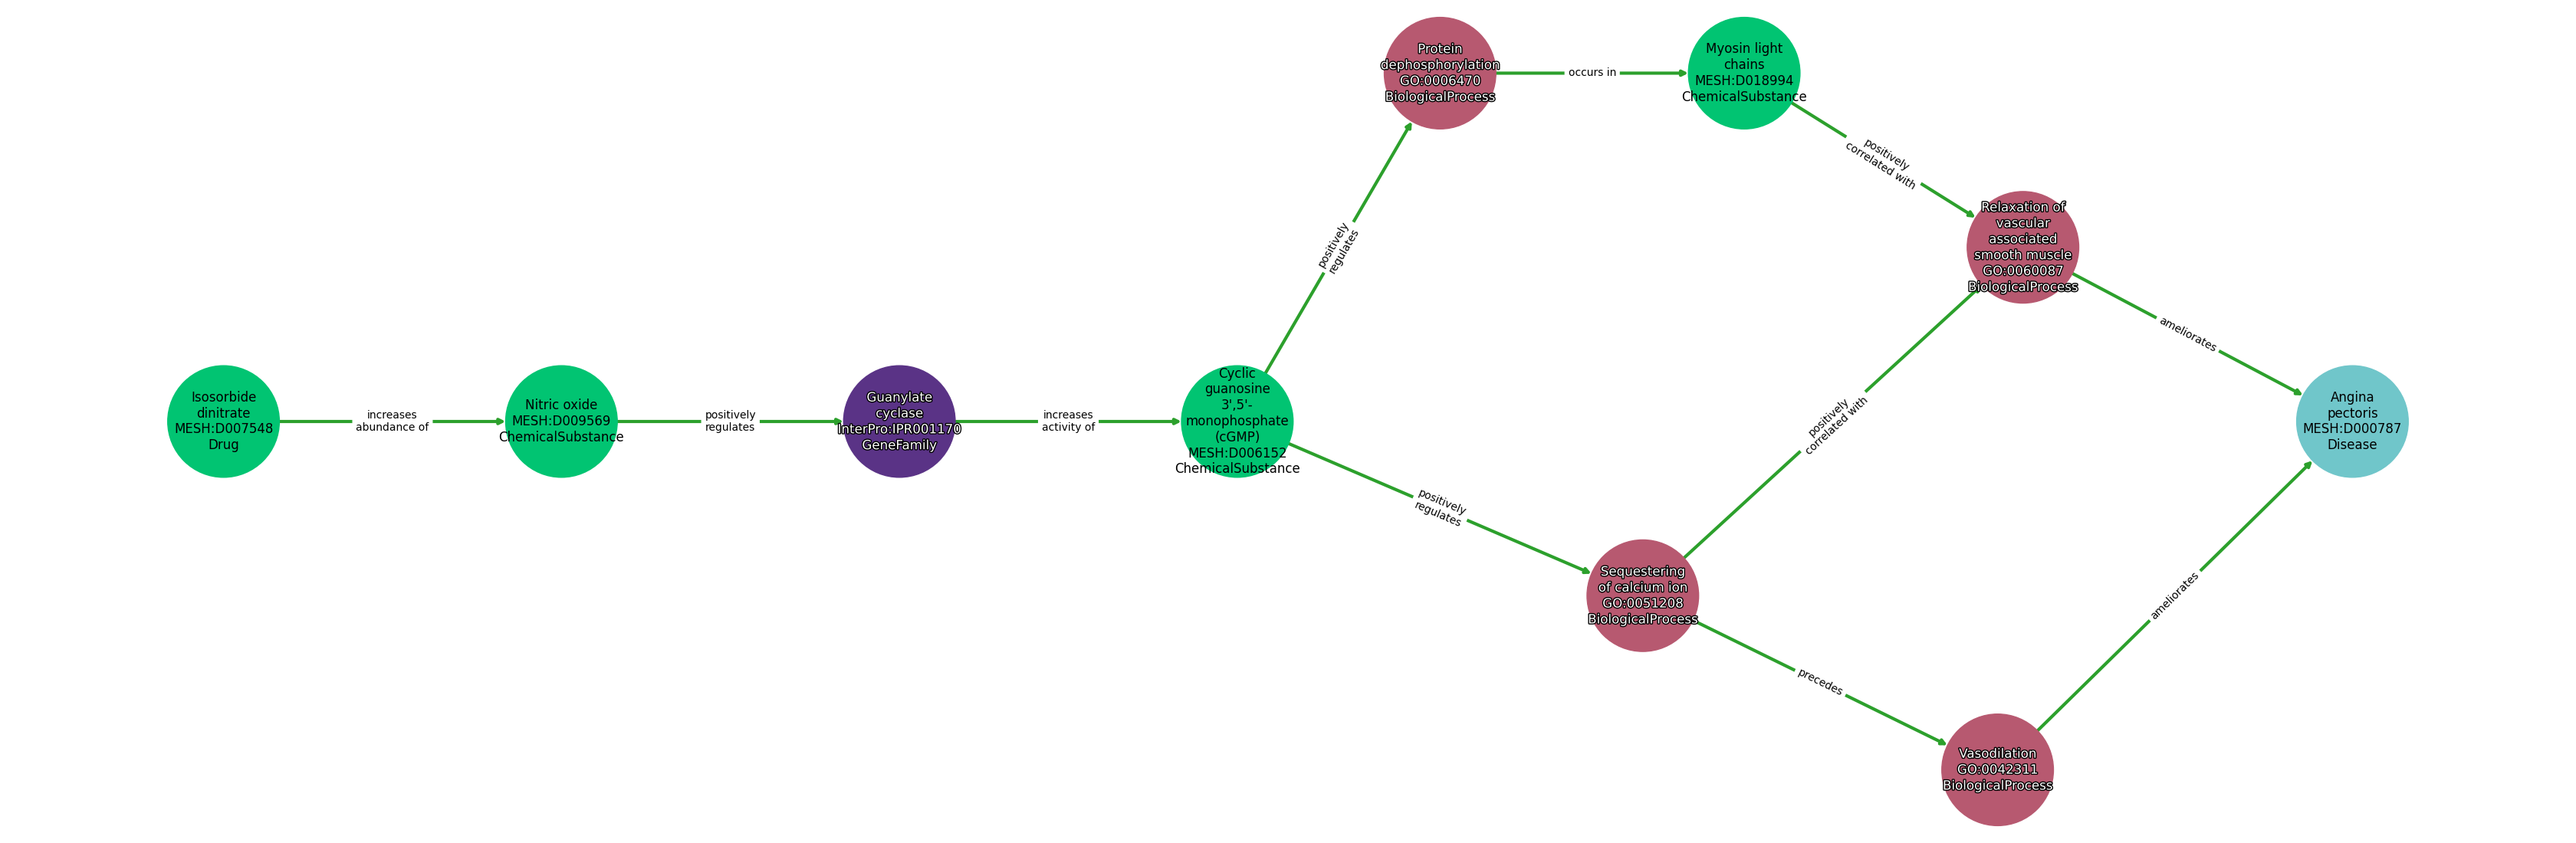 Protein
dephosphorylation
GO:0006470
BiologicalProcess
occurs in
Myosin light
chains
MESH:D018994
ChemicalSubstance
positively
correlated with
Relaxation of
vascular
associated
smooth muscle
GO:0060087
BiologicalProcess
positively
regulates
ameliorates
Isosorbide
dinitrate
MESH:D007548
Drug
increases
abundance of
Nitric oxide
MESH:D009569
ChemicalSubstance
positively
regulates
Guanylate
cyclase
InterPro:IPR001170
GeneFamily
increases
activity of
Cyclic
guanosine
3',5'-
monophosphate
(cGMP)
MESH:D006152
ChemicalSubstance
positively
correlated with
Angina
pectoris
MESH:D000787
Disease
positively
regulates
Sequestering
of calcium ion
GO:0051208
BiologicalProcess
ameliorates
precedes
Vasodilation
GO:0042311
BiologicalProcess